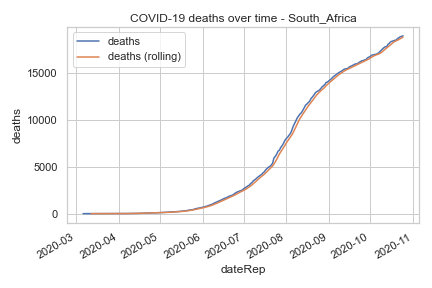 COVID-19 deaths over time - South_Africa
deaths
deaths (rolling)
deaths
15000
10000
5000
0
2020-03
2020-04
2020-05
2020-06
2020-07
2020-08
2020-09
2020-10
2020-11
dateRep